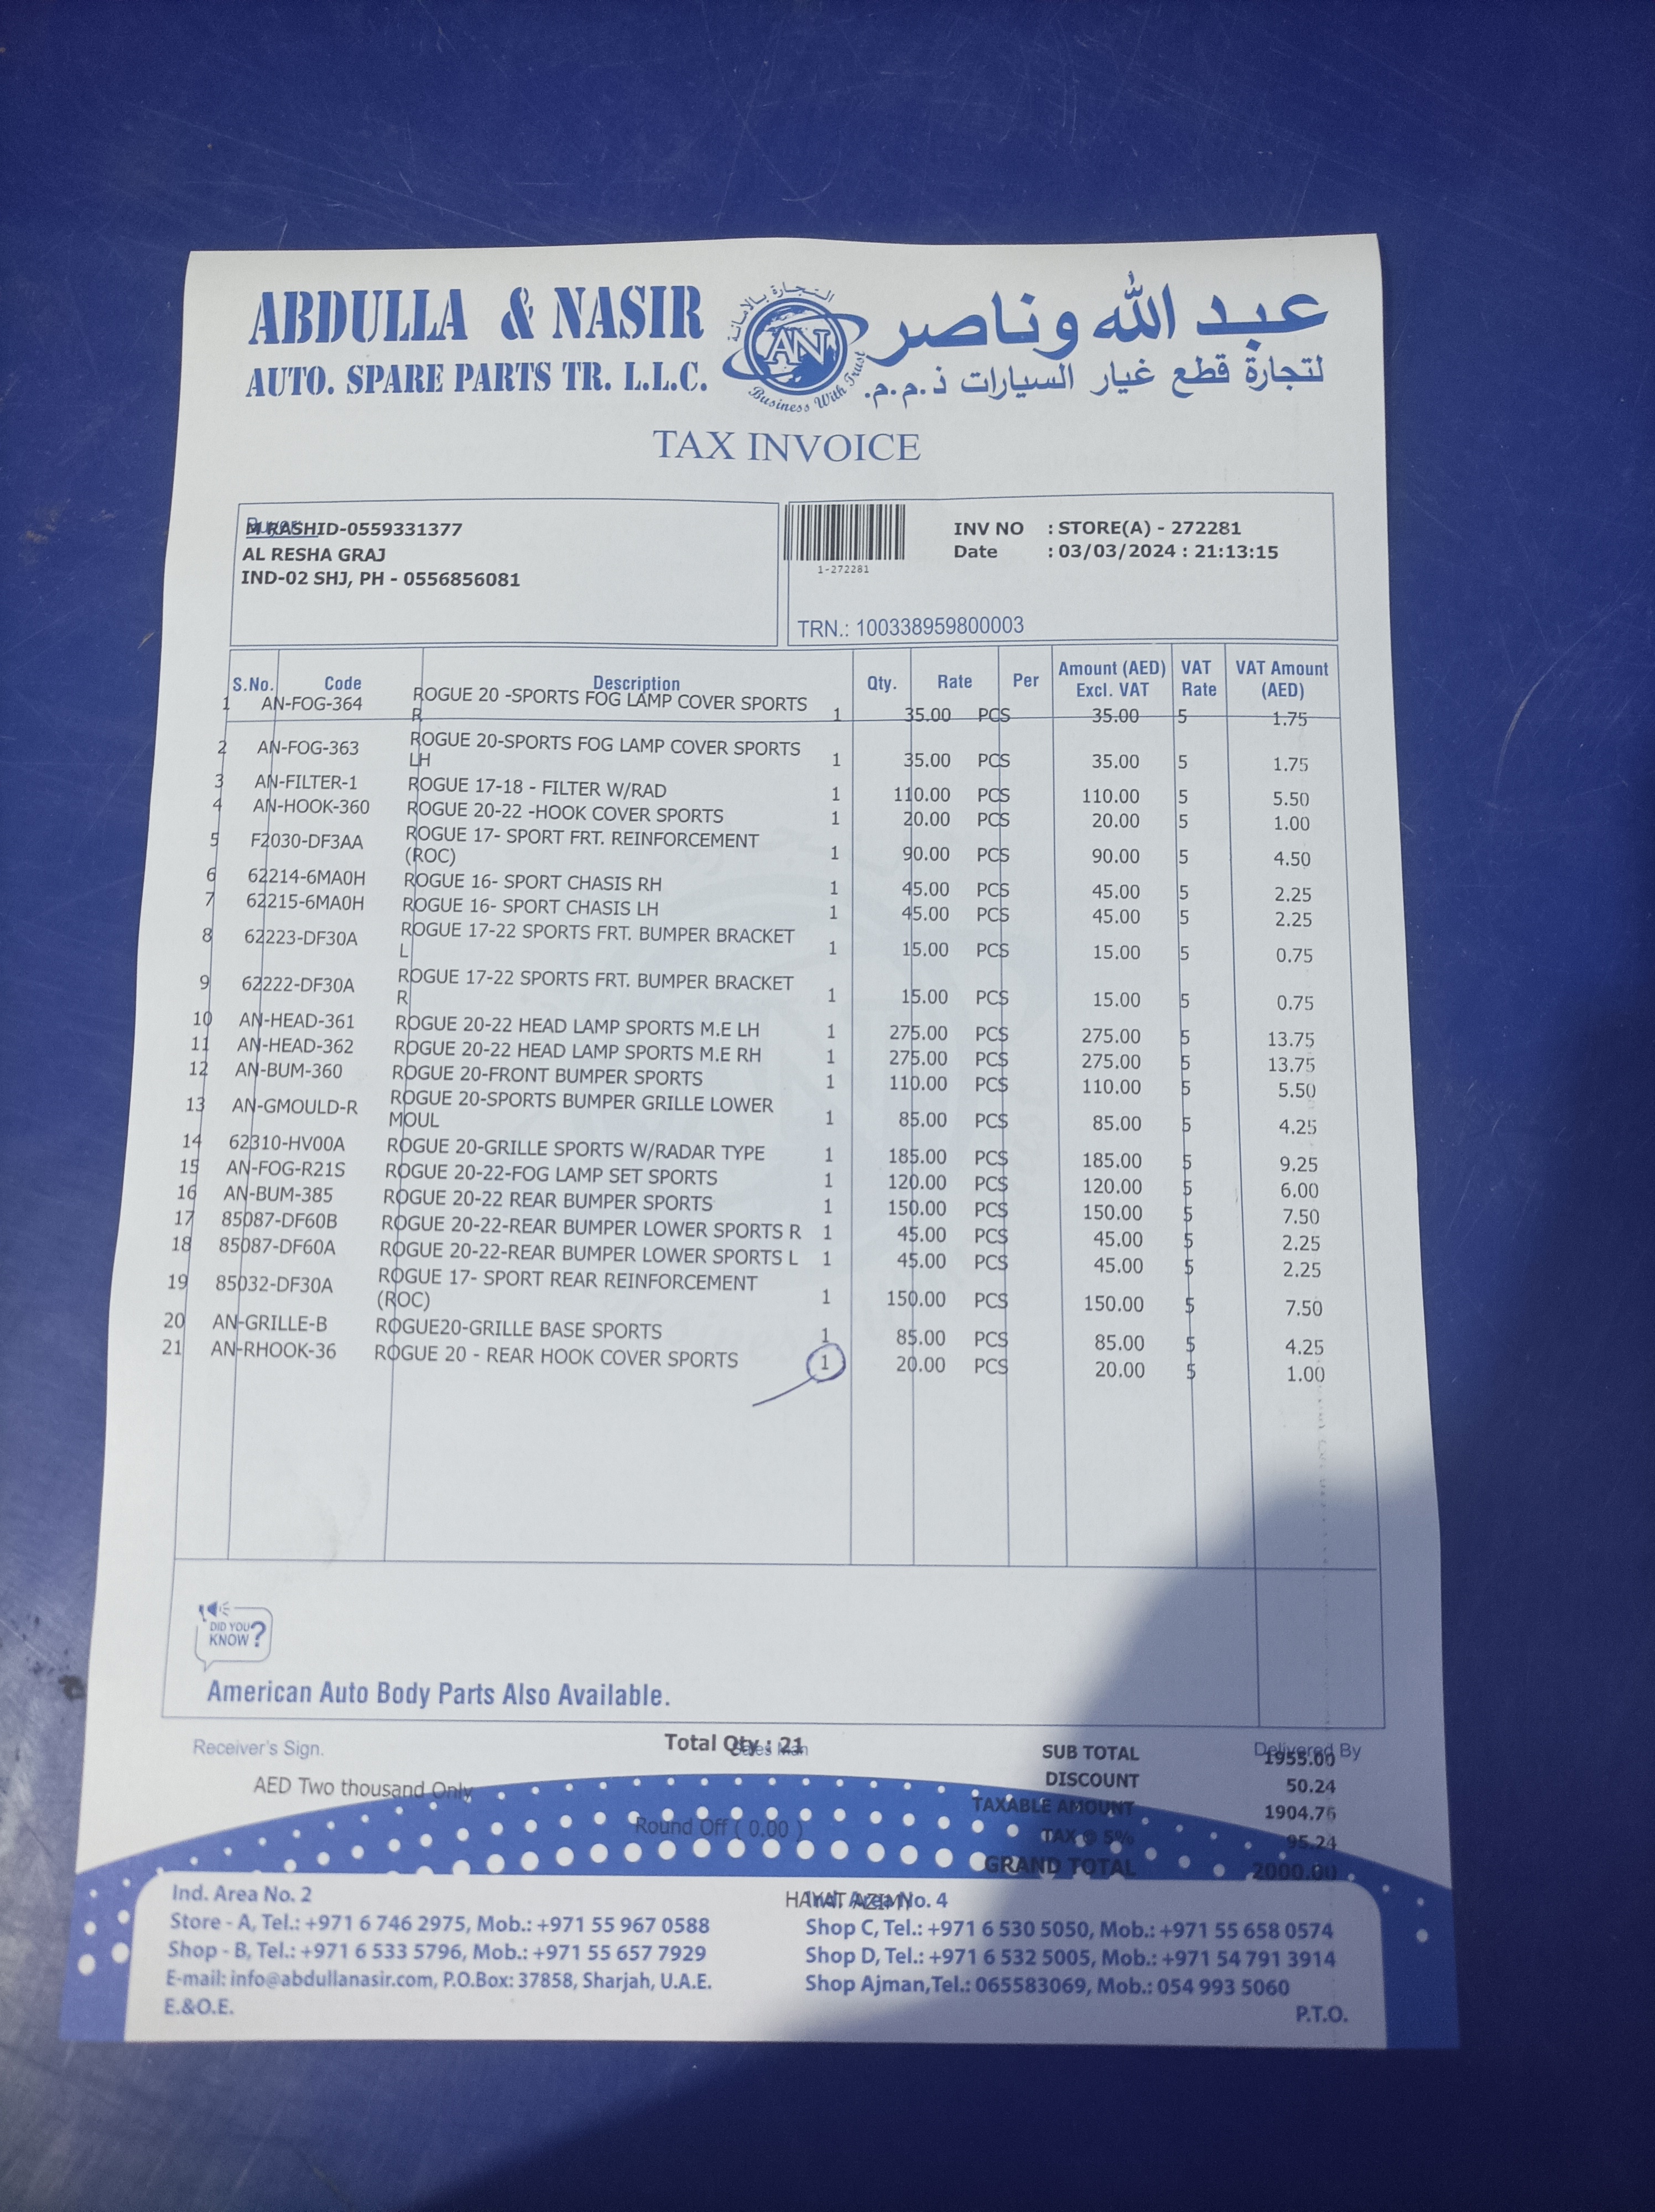 ABDULLA & NASIR
AUTO. SPARE PARTS TR. L.L.C.
التجارة بالامانة
AN
Business With Trust
عبد الله وناصر
لتجارة قطع غيار السيارات ذ.م.م.
TAX INVOICE
Buyer:
M RASHID-0559331377
AL RESHA GRAJ
IND-02 SHJ, PH - 0556856081
1-272281
INV NO : STORE(A) - 272281
Date : 03/03/2024 : 21:13:15
TRN.: 100338959800003
S.No. Code Description Qty. Rate Per Amount (AED) Excl. VAT VAT Rate VAT Amount (AED)
1 AN-FOG-364 ROGUE 20 -SPORTS FOG LAMP COVER SPORTS
R 1 35.00 PCS 35.00 5 1.75
2 AN-FOG-363 ROGUE 20-SPORTS FOG LAMP COVER SPORTS
LH 1 35.00 PCS 35.00 5 1.75
3 AN-FILTER-1 ROGUE 17-18 - FILTER W/RAD 1 110.00 PCS 110.00 5 5.50
4 AN-HOOK-360 ROGUE 20-22 -HOOK COVER SPORTS 1 20.00 PCS 20.00 5 1.00
5 F2030-DF3AA ROGUE 17- SPORT FRT. REINFORCEMENT
(ROC) 1 90.00 PCS 90.00 5 4.50
6 62214-6MA0H ROGUE 16- SPORT CHASIS RH 1 45.00 PCS 45.00 5 2.25
7 62215-6MA0H ROGUE 16- SPORT CHASIS LH 1 45.00 PCS 45.00 5 2.25
8 62223-DF30A ROGUE 17-22 SPORTS FRT. BUMPER BRACKET
L 1 15.00 PCS 15.00 5 0.75
9 62222-DF30A ROGUE 17-22 SPORTS FRT. BUMPER BRACKET
R 1 15.00 PCS 15.00 5 0.75
10 AN-HEAD-361 ROGUE 20-22 HEAD LAMP SPORTS M.E LH 1 275.00 PCS 275.00 5 13.75
11 AN-HEAD-362 ROGUE 20-22 HEAD LAMP SPORTS M.E RH 1 275.00 PCS 275.00 5 13.75
12 AN-BUM-360 ROGUE 20-FRONT BUMPER SPORTS 1 110.00 PCS 110.00 5 5.50
13 AN-GMOULD-R ROGUE 20-SPORTS BUMPER GRILLE LOWER
MOUL 1 85.00 PCS 85.00 5 4.25
14 62310-HV00A ROGUE 20-GRILLE SPORTS W/RADAR TYPE 1 185.00 PCS 185.00 5 9.25
15 AN-FOG-R21S ROGUE 20-22-FOG LAMP SET SPORTS 1 120.00 PCS 120.00 5 6.00
16 AN-BUM-385 ROGUE 20-22 REAR BUMPER SPORTS 1 150.00 PCS 150.00 5 7.50
17 85087-DF60B ROGUE 20-22-REAR BUMPER LOWER SPORTS R 1 45.00 PCS 45.00 5 2.25
18 85087-DF60A ROGUE 20-22-REAR BUMPER LOWER SPORTS L 1 45.00 PCS 45.00 5 2.25
19 85032-DF30A ROGUE 17- SPORT REAR REINFORCEMENT
(ROC) 1 150.00 PCS 150.00 5 7.50
20 AN-GRILLE-B ROGUE20-GRILLE BASE SPORTS 1 85.00 PCS 85.00 5 4.25
21 AN-RHOOK-36 ROGUE 20 - REAR HOOK COVER SPORTS 1 20.00 PCS 20.00 5 1.00
DID YOU
KNOW ?
American Auto Body Parts Also Available.
Receiver's Sign. Total Qty : 21 Sales Man Delivered By
SUB TOTAL 1955.00
AED Two thousand Only DISCOUNT 50.24
TAXABLE AMOUNT 1904.76
Round Off ( 0.00 ) TAX @ 5% 95.24
GRAND TOTAL 2000.00
HAYAT AZIMY
Ind. Area No. 2
Store - A, Tel.: +971 6 746 2975, Mob.: +971 55 967 0588
Shop - B, Tel.: +971 6 533 5796, Mob.: +971 55 657 7929
E-mail: info@abdullanasir.com, P.O.Box: 37858, Sharjah, U.A.E.
E.&O.E.
Ind. Area No. 4
Shop C, Tel.: +971 6 530 5050, Mob.: +971 55 658 0574
Shop D, Tel.: +971 6 532 5005, Mob.: +971 54 791 3914
Shop Ajman,Tel.: 065583069, Mob.: 054 993 5060
P.T.O.